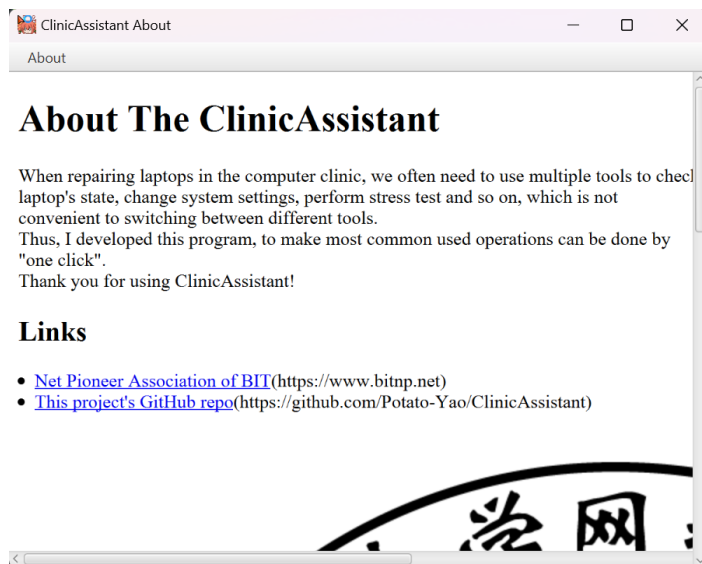 ClinicAssistant About
About
About The ClinicAssistant
When repairing laptops in the computer clinic, we often need to use multiple tools to check
laptop's state, change system settings, perform stress test and so on, which is not
convenient to switching between different tools.
Thus, I developed this program, to make most common used operations can be done by
"one click".
Thank you for using ClinicAssistant!
Links
Net Pioneer Association of BIT(https://www.bitnp.net)
This project's GitHub repo(https://github.com/Potato-Yao/ClinicAssistant)
学网